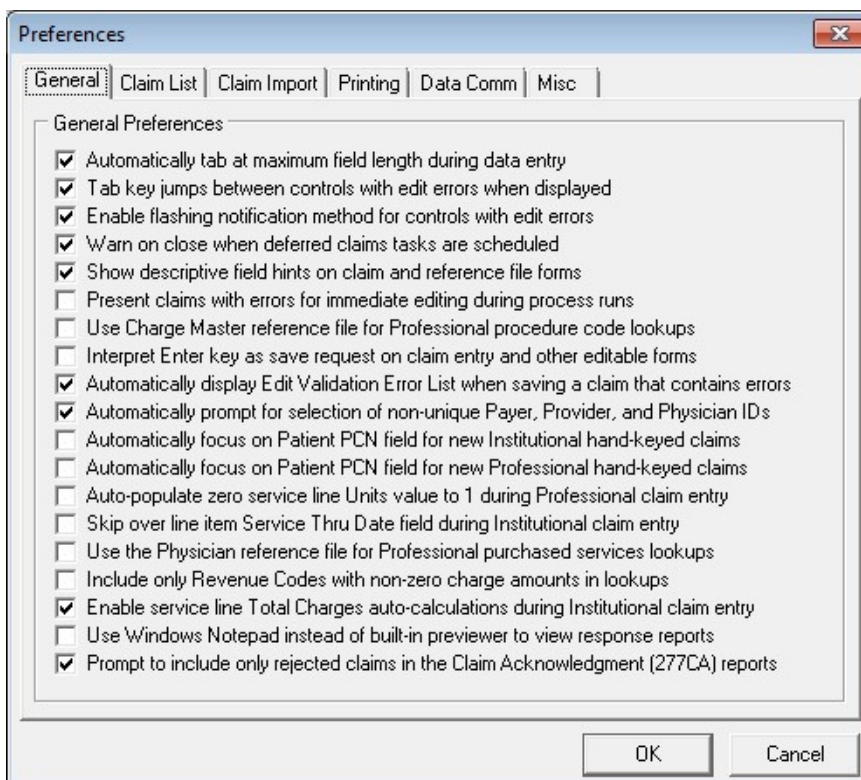 Preferences
General Claim List Claim Import Printing Data Comm Misc
General Preferences
Automatically tab at maximum field length during data entry
Tab key jumps between controls with edit errors when displayed
Enable flashing notification method for controls with edit errors
Warn on close when deferred claims tasks are scheduled
Show descriptive field hints on claim and reference file forms
Present claims with errors for immediate editing during process runs
Use Charge Master reference file for Professional procedure code lookups
Interpret Enter key as save request on claim entry and other editable forms
Automatically display Edit Validation Error List when saving a claim that contains errors
Automatically prompt for selection of non-unique Payer, Provider, and Physician IDs
Automatically focus on Patient PCN field for new Institutional hand-keyed claims
Automatically focus on Patient PCN field for new Professional hand-keyed claims
Auto-populate zero service line Units value to 1 during Professional claim entry
Skip over line item Service Thru Date field during Institutional claim entry
Use the Physician reference file for Professional purchased services lookups
Include only Revenue Codes with non-zero charge amounts in lookups
Enable service line Total Charges auto-calculations during Institutional claim entry
Use Windows Notepad instead of built-in previewer to view response reports
Prompt to include only rejected claims in the Claim Acknowledgment (277CA) reports
OK Cancel